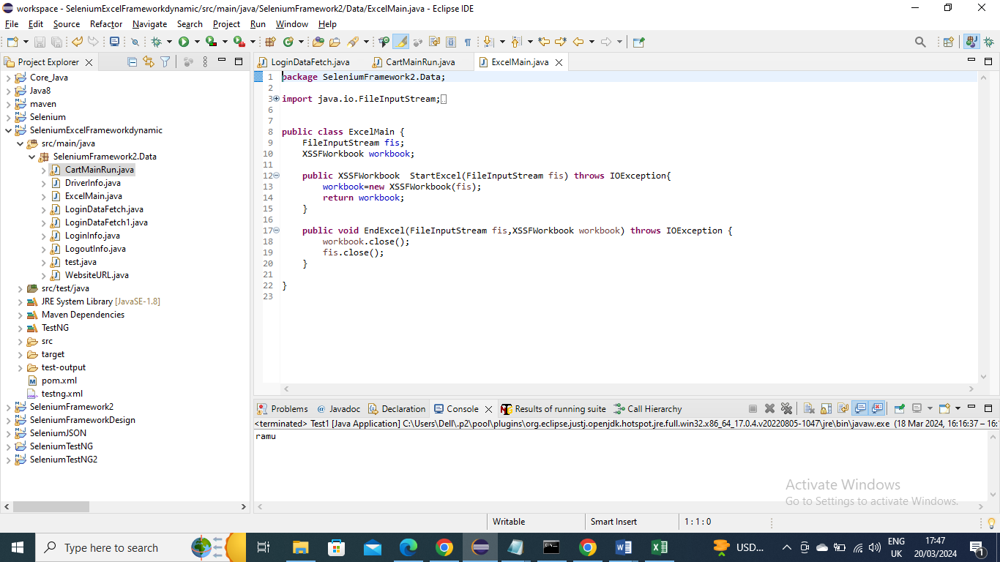 workspace - SeleniumExcelFrameworkdynamic/src/main/java/SeleniumFramework2/Data/ExcelMain.java - Eclipse IDE
File Edit Source Refactor Navigate Search Project Run Window Help
Project Explorer
Core_Java
Java8
maven
Selenium
SeleniumExcelFrameworkdynamic
src/main/java
SeleniumFramework2.Data
CartMainRun.java
DriverInfo.java
ExcelMain.java
LoginDataFetch.java
LoginDataFetch1.java
LoginInfo.java
LogoutInfo.java
test.java
WebsiteURL.java
src/test/java
JRE System Library [JavaSE-1.8]
Maven Dependencies
TestNG
src
target
test-output
pom.xml
testng.xml
SeleniumFramework2
SeleniumFrameworkDesign
SeleniumJSON
SeleniumTestNG
SeleniumTestNG2
LoginDataFetch.java CartMainRun.java ExcelMain.java
1 package SeleniumFramework2.Data;
2
3 import java.io.FileInputStream;
6
7
8 public class ExcelMain {
9 FileInputStream fis;
10 XSSFWorkbook workbook;
11
12 public XSSFWorkbook  StartExcel(FileInputStream fis) throws IOException{
13 workbook=new XSSFWorkbook(fis);
14 return workbook;
15 }
16
17 public void EndExcel(FileInputStream fis,XSSFWorkbook workbook) throws IOException {
18 workbook.close();
19 fis.close();
20 }
21
22 }
23
Problems Javadoc Declaration Console Results of running suite Call Hierarchy
<terminated> Test1 [Java Application] C:\Users\Dell\.p2\pool\plugins\org.eclipse.justj.openjdk.hotspot.jre.full.win32.x86_64_17.0.4.v20220805-1047\jre\bin\javaw.exe (18 Mar 2024, 16:16:37 – 16:
ramu
Activate Windows
Go to Settings to activate Windows.
Writable Smart Insert 1 : 1 : 0
Type here to search
USD...
ENG
UK
17:47
20/03/2024
1